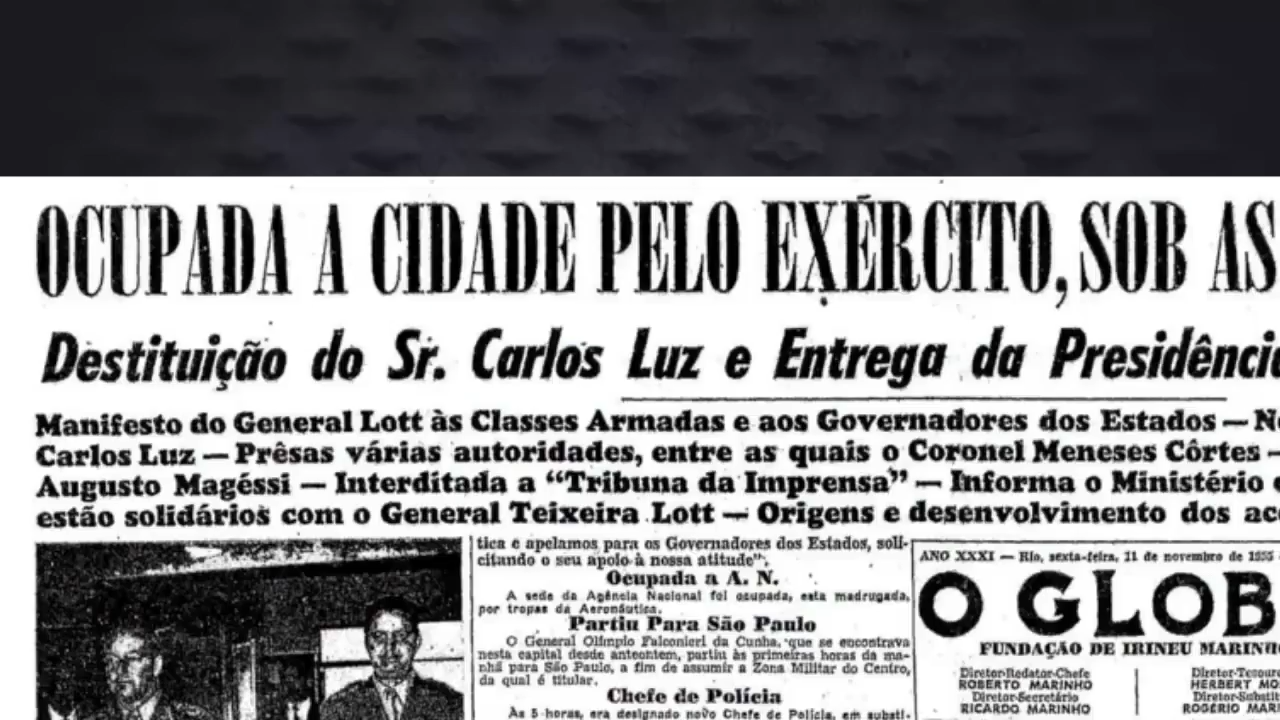 OCUPADA A CIDADE PELO EXÉRCITO, SOB AS
Destituição do Sr. Carlos Luz e Entrega da Presidência
Manifesto do General Lott às Classes Armadas e aos Governadores dos Estados —
Carlos Luz — Prêsas várias autoridades, entre as quais o Coronel Meneses Côrtes —
Augusto Magéssi — Interditada a “Tribuna da Imprensa” — Informa o Ministério
estão solidários com o General Teixeira Lott — Origens e desenvolvimento dos
tica e apelamos para os Governadores dos Estados, soli-
citando o seu apoio à nossa atitude”.
Ocupada a A. N.
A sede da Agência Nacional foi ocupada, esta madrugada,
por tropas da Aeronáutica.
Partiu Para São Paulo
O General Olímpio Falconieri da Cunha, que se encontrava
nesta capital desde anteontem, partiu às primeiras horas da ma-
nhã para São Paulo, a fim de assumir a Zona Militar do Centro,
da qual é titular.
Chefe de Polícia
Às 5 horas, era designado novo Chefe de Polícia, em substi-
ANO XXXI — Rio, sexta-feira, 11 de novembro de 1955
O GLOB
FUNDAÇÃO DE IRINEU MARINH
Diretor-Redator-Chefe
ROBERTO MARINHO
Diretor-Secretário
RICARDO MARINHO
Diretor-Tesour
HERBERT MO
Diretor-Substit
ROGÉRIO MAR